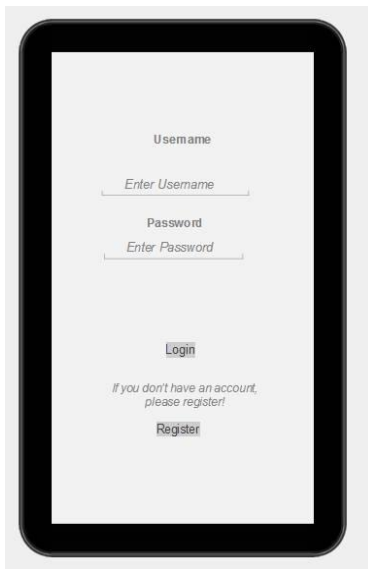 Username
Enter Username
Password
Enter Password
Login
If you don't have an account,
please register!
Register